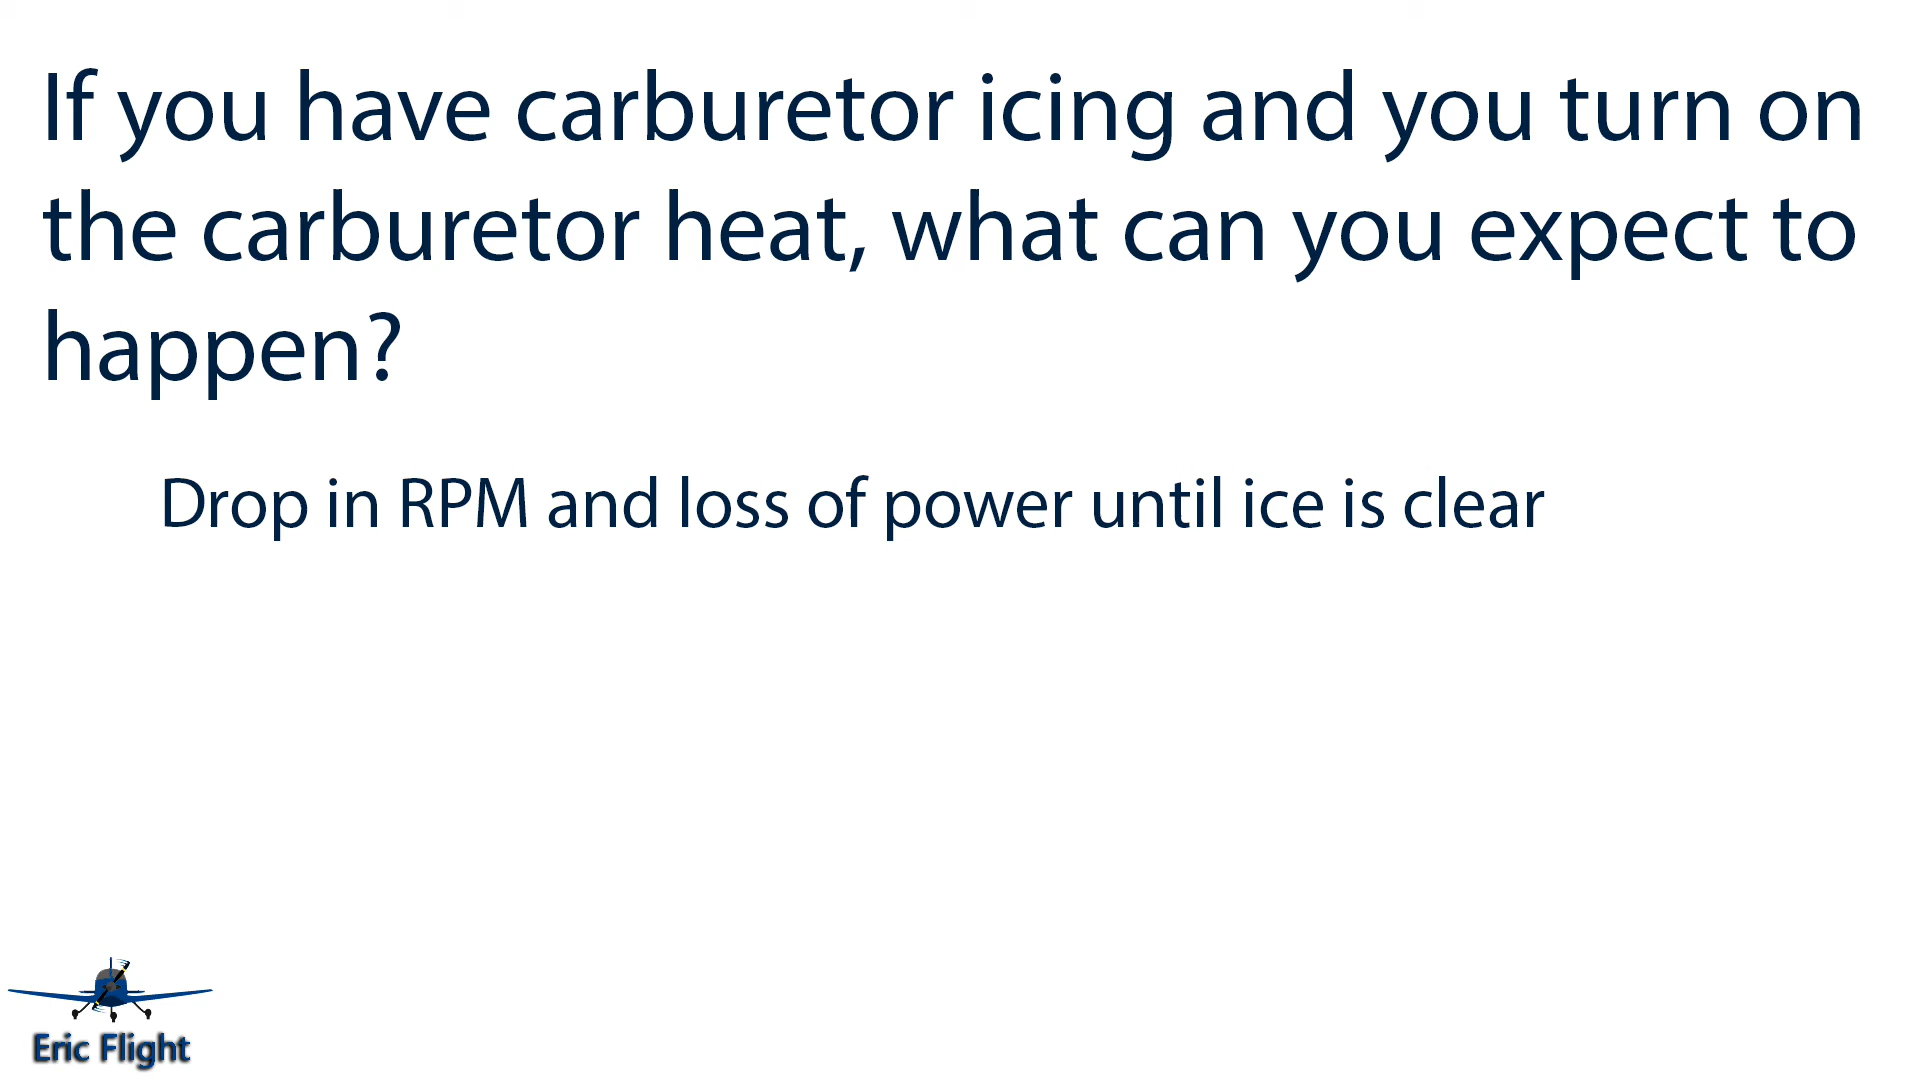 If you have carburetor icing and you turn on
the carburetor heat, what can you expect to
happen?
Drop in RPM and loss of power until ice is clear
Eric Flight